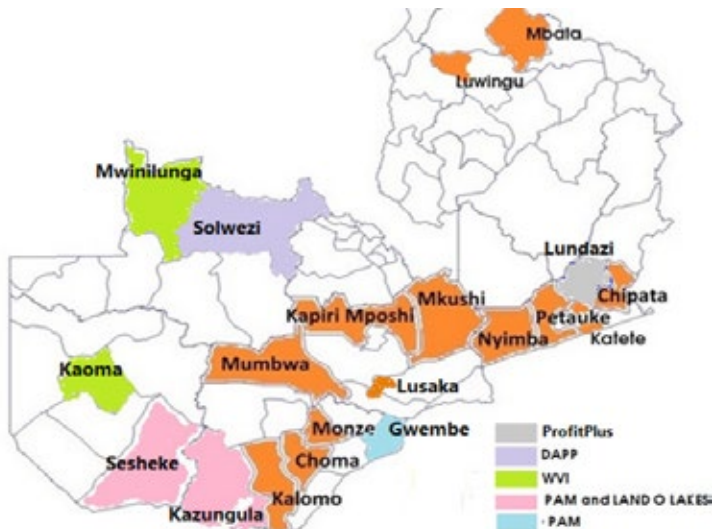 Mbala
Luwingu
Mwinilunga
Solwezi
Lundazi
Chipata
Mkushi
Kapiri Mposhi
Petauke
Nyimba
Katete
Mumbwa
Kaoma
Lusaka
Monze
Gwembe
Sesheke
Choma
Kazungula
Kalomo
ProfitPlus
DAPP
WVI
PAM and LAND O LAKES
- PAM